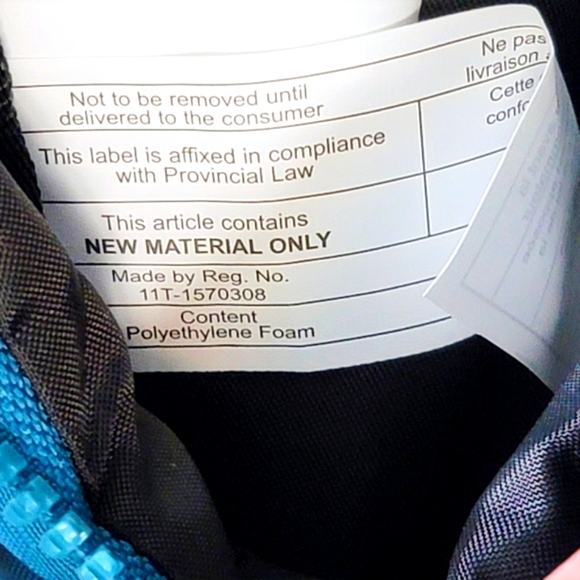 Not to be removed until
delivered to the consumer
Ne pas
livraison
This label is affixed in compliance
with Provincial Law
Cette
This article contains
NEW MATERIAL ONLY
Made by Reg. No.
11T-1570308
Content
Polyethylene Foam